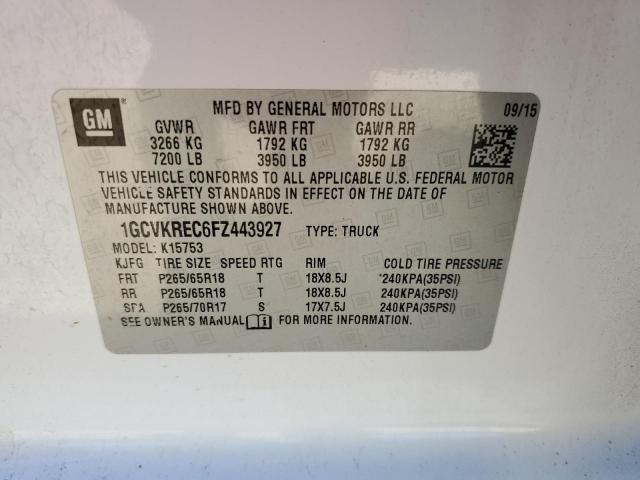 GM ® MFD BY GENERAL MOTORS LLC 09/15
GVWR GAWR FRT GAWR RR
3266 KG 1792 KG 1792 KG
7200 LB 3950 LB 3950 LB
THIS VEHICLE CONFORMS TO ALL APPLICABLE U.S. FEDERAL MOTOR
VEHICLE SAFETY STANDARDS IN EFFECT ON THE DATE OF
MANUFACTURE SHOWN ABOVE.
1GCVKREC6FZ443927 TYPE: TRUCK
MODEL: K15753
KJFG TIRE SIZE SPEED RTG RIM COLD TIRE PRESSURE
FRT P265/65R18 T 18X8.5J 240KPA(35PSI)
RR P265/65R18 T 18X8.5J 240KPA(35PSI)
SPA P265/70R17 S 17X7.5J 240KPA(35PSI)
SEE OWNER'S MANUAL i FOR MORE INFORMATION.